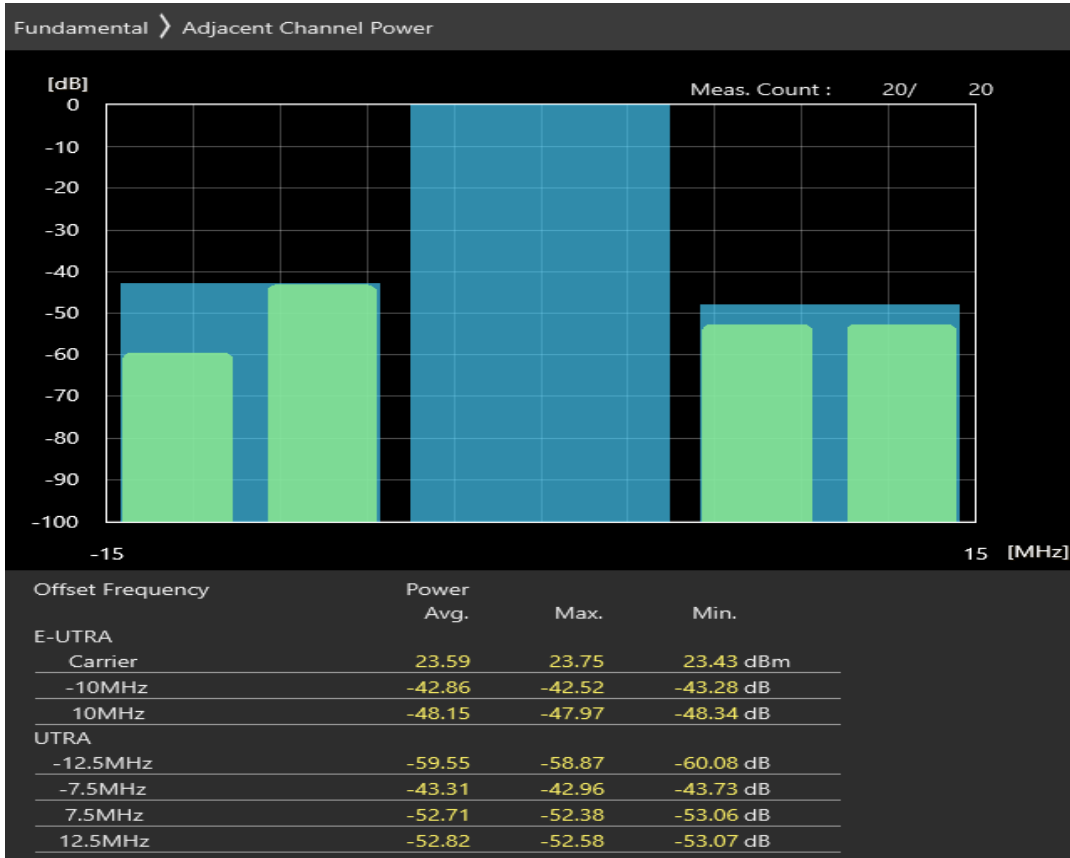 Fundamental 〉 Adjacent Channel Power
[dB]
Meas. Count : 20/ 20
0
-10
-20
-30
-40
-50
-60
-70
-80
-90
-100
-15 15 [MHz]
Offset Frequency Power
Avg. Max. Min.
E-UTRA
Carrier 23.59 23.75 23.43 dBm
-10MHz -42.86 -42.52 -43.28 dB
10MHz -48.15 -47.97 -48.34 dB
UTRA
-12.5MHz -59.55 -58.87 -60.08 dB
-7.5MHz -43.31 -42.96 -43.73 dB
7.5MHz -52.71 -52.38 -53.06 dB
12.5MHz -52.82 -52.58 -53.07 dB